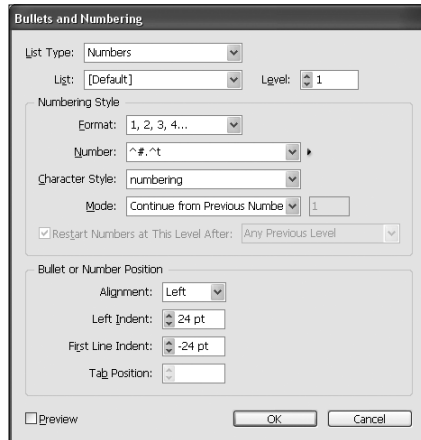 Bullets and Numbering
List Type: Numbers
List: [Default] Level: 1
Numbering Style
Format: 1, 2, 3, 4...
Number: ^#.^t
Character Style: numbering
Mode: Continue from Previous Numbe 1
Restart Numbers at This Level After: Any Previous Level
Bullet or Number Position
Alignment: Left
Left Indent: 24 pt
First Line Indent: -24 pt
Tab Position:
Preview OK Cancel